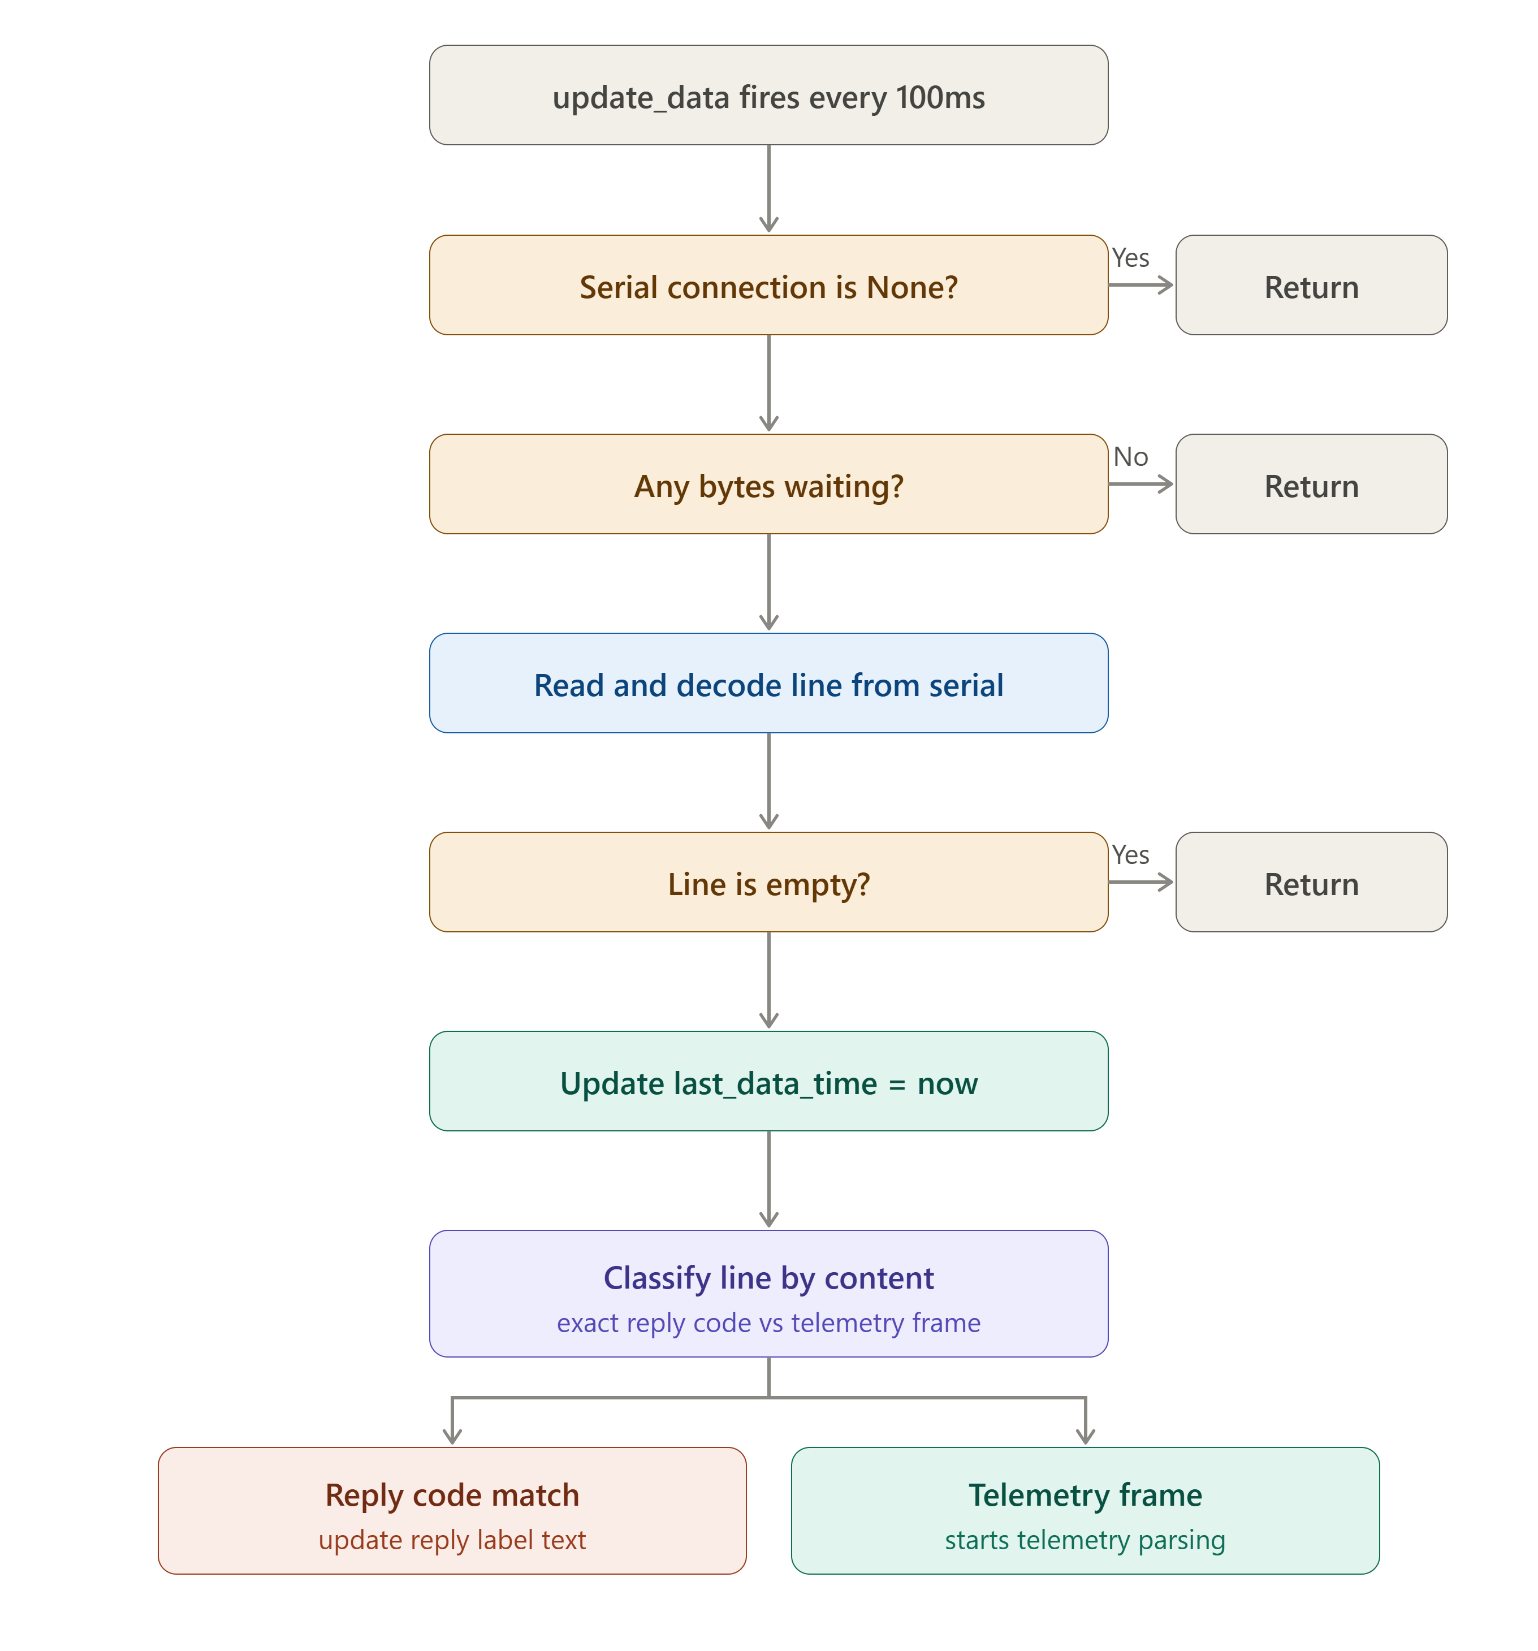 update_data fires every 100ms
Serial connection is None?
Yes
Return
Any bytes waiting?
No
Return
Read and decode line from serial
Line is empty?
Yes
Return
Update last_data_time = now
Classify line by content
exact reply code vs telemetry frame
Reply code match
update reply label text
Telemetry frame
starts telemetry parsing